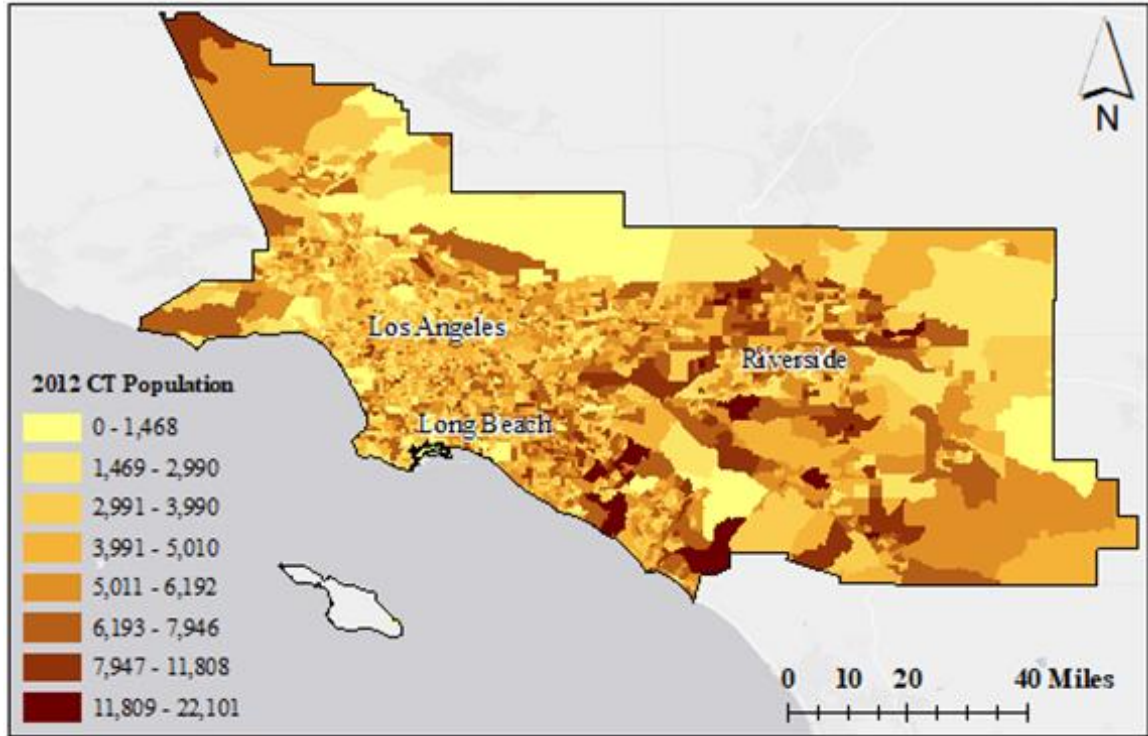 N
Los Angeles
Riverside
Long Beach
2012 CT Population
0 - 1,468
1,469 - 2,990
2,991 - 3,990
3,991 - 5,010
5,011 - 6,192
6,193 - 7,946
7,947 - 11,808
11,809 - 22,101
0 10 20 40 Miles